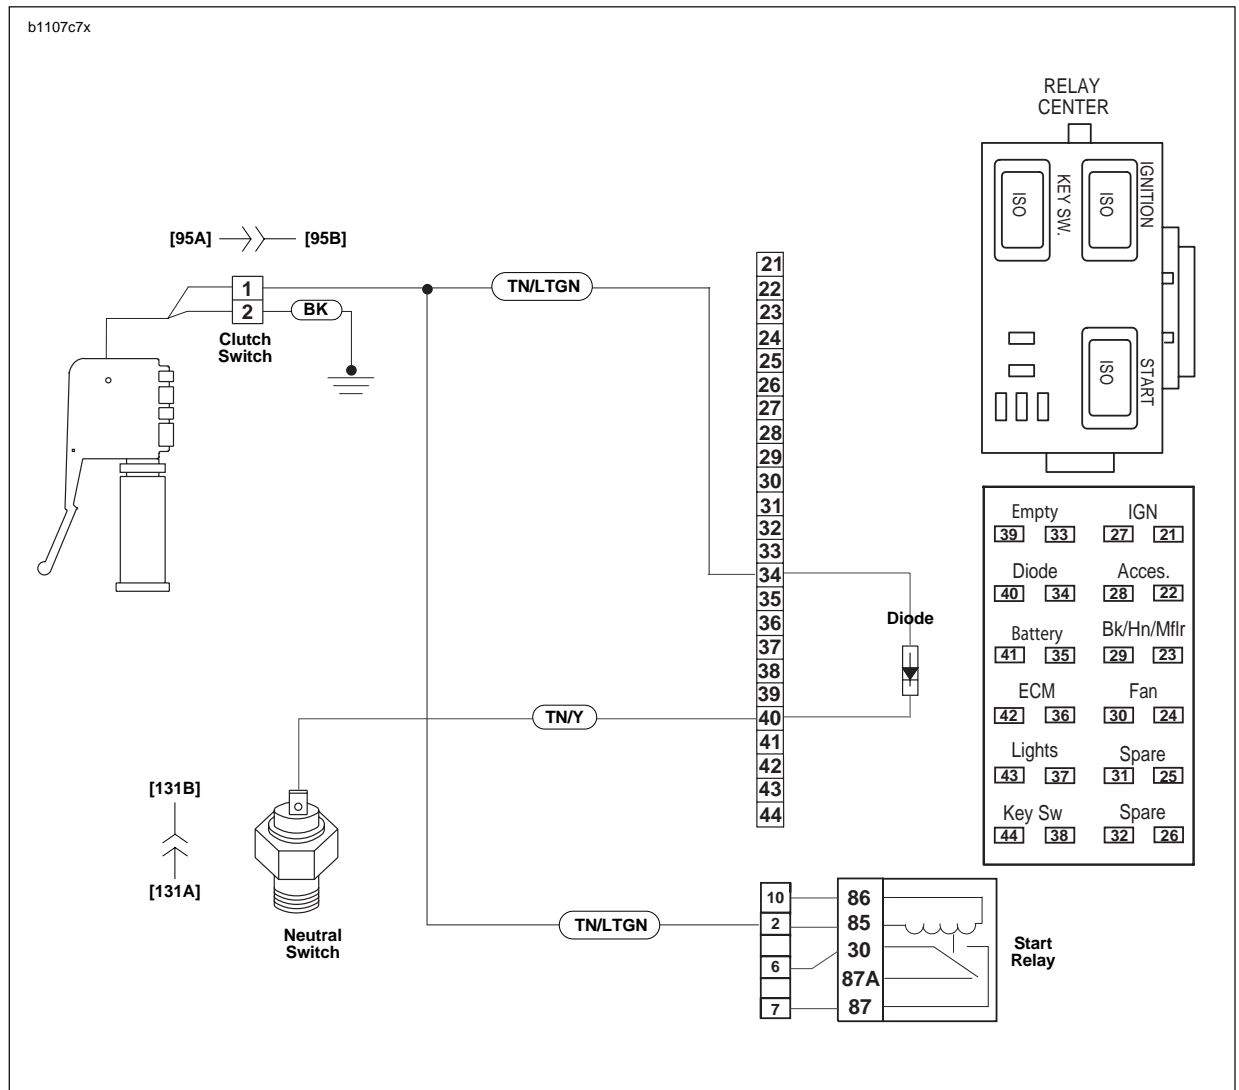 b1107c7x
RELAY
CENTER
KEY SW.
ISO
IGNITION
ISO
START
ISO
[95A]
[95B]
1
2
TN/LTGN
BK
Clutch
Switch
21
22
23
24
25
26
27
28
29
30
31
32
33
34
35
36
37
38
39
40
41
42
43
44
Diode
TN/Y
[131B]
[131A]
Neutral
Switch
TN/LTGN
Empty IGN
39 33 27 21
Diode Acces.
40 34 28 22
Battery Bk/Hn/Mflr
41 35 29 23
ECM Fan
42 36 30 24
Lights Spare
43 37 31 25
Key Sw Spare
44 38 32 26
10 86
2 85
30
6
87A
7 87
Start
Relay